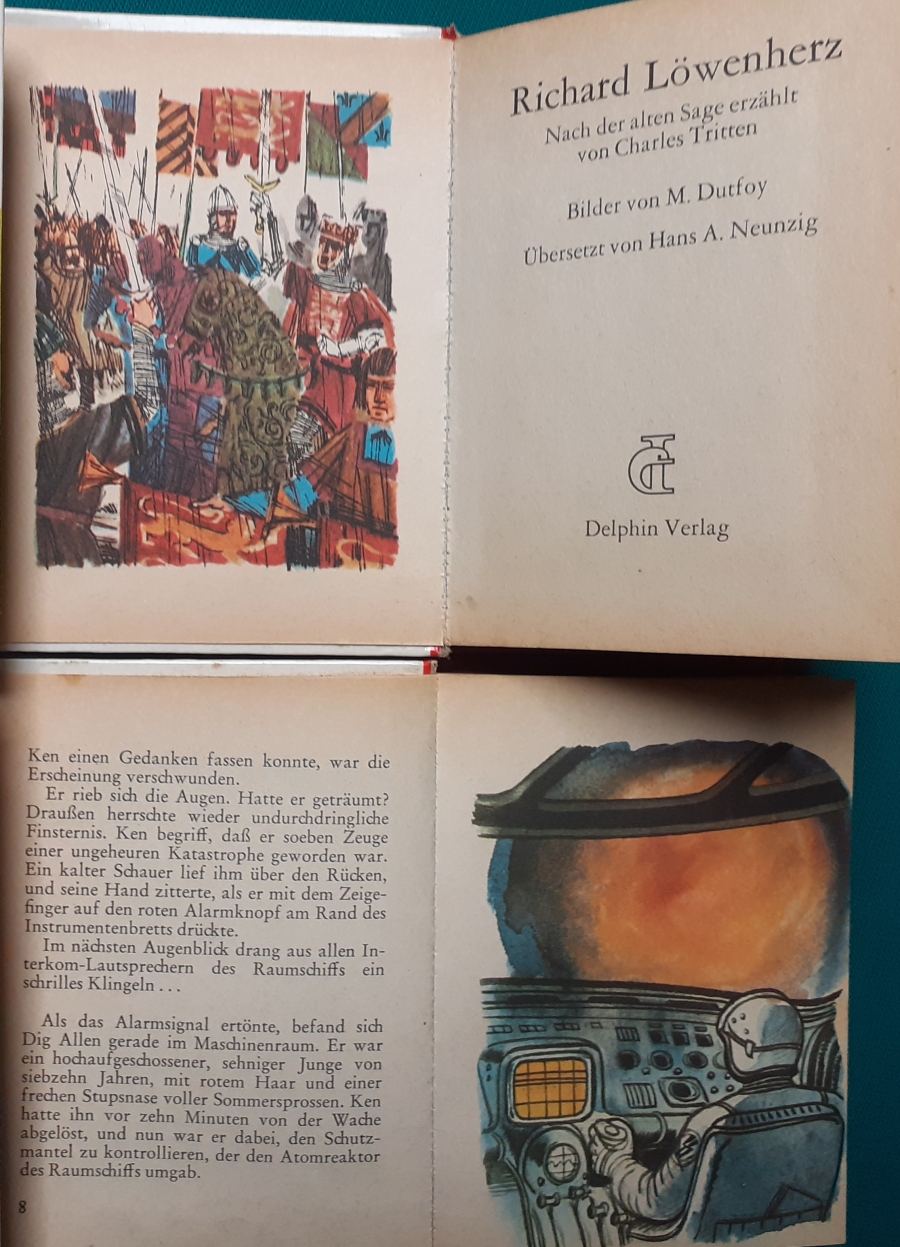 Richard Löwenherz
Nach der alten Sage erzählt
von Charles Tritten
Bilder von M. Dutfoy
Übersetzt von Hans A. Neunzig
Delphin Verlag
Ken einen Gedanken fassen konnte, war die
Erscheinung verschwunden.
Er rieb sich die Augen. Hatte er geträumt?
Draußen herrschte wieder undurchdringliche
Finsternis. Ken begriff, daß er soeben Zeuge
einer ungeheuren Katastrophe geworden war.
Ein kalter Schauer lief ihm über den Rücken,
und seine Hand zitterte, als er mit dem Zeige-
finger auf den roten Alarmknopf am Rand des
Instrumentenbretts drückte.
Im nächsten Augenblick drang aus allen In-
terkom-Lautsprechern des Raumschiffs ein
schrilles Klingeln ...
Als das Alarmsignal ertönte, befand sich
Dig Allen gerade im Maschinenraum. Er war
ein hochaufgeschossener, sehniger Junge von
siebzehn Jahren, mit rotem Haar und einer
frechen Stupsnase voller Sommersprossen. Ken
hatte ihn vor zehn Minuten von der Wache
abgelöst, und nun war er dabei, den Schutz-
mantel zu kontrollieren, der den Atomreaktor
des Raumschiffs umgab.
8